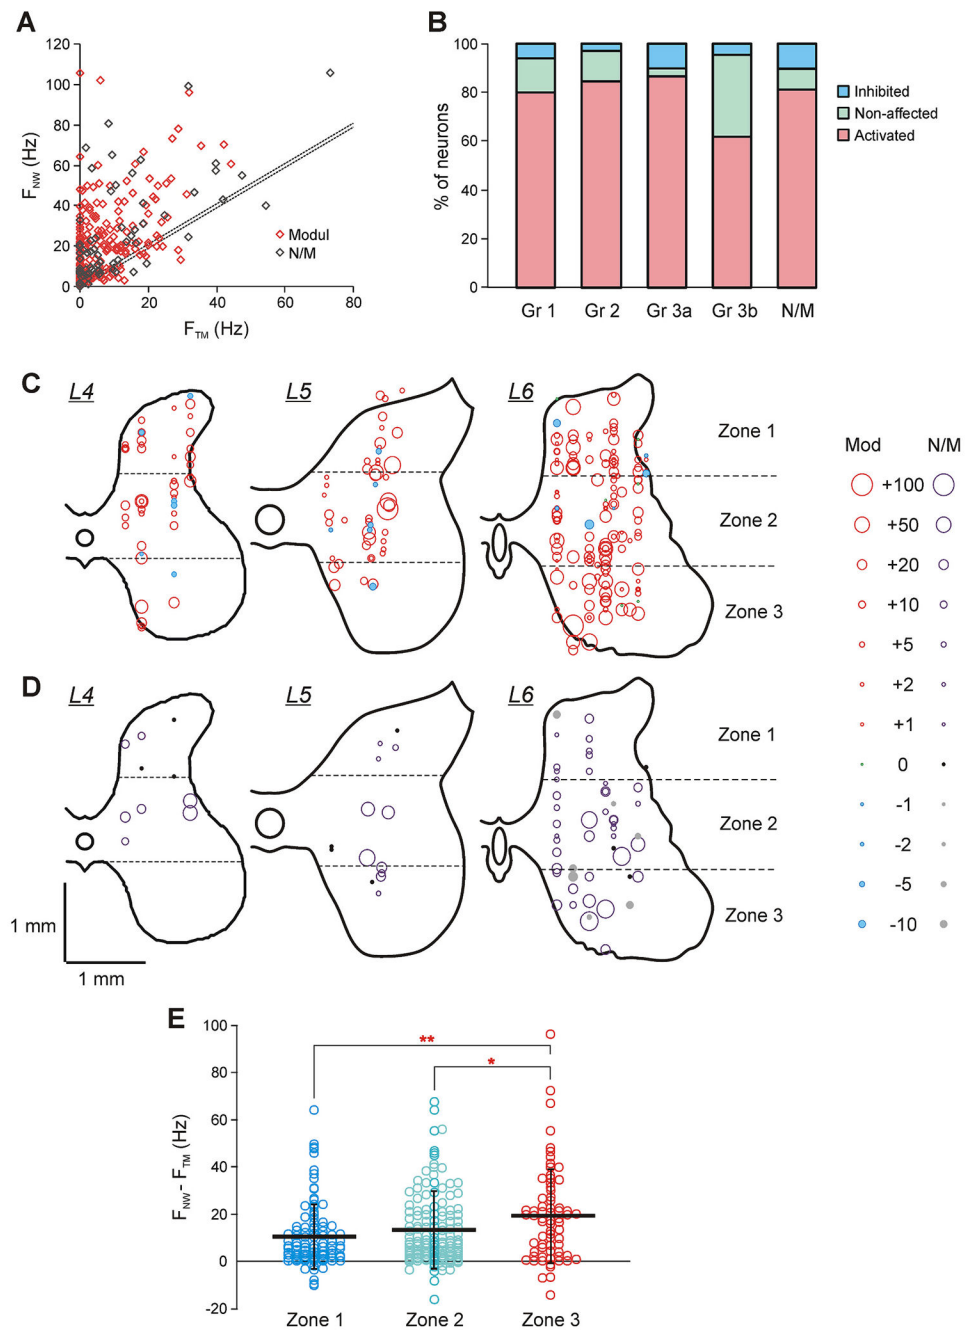 A
120
100
80
60
40
20
0
F_NW (Hz)
0 20 40 60 80
F_TM (Hz)
Modul
N/M
B
100
80
60
40
20
0
% of neurons
Gr 1 Gr 2 Gr 3a Gr 3b N/M
Inhibited
Non-affected
Activated
C
L4 L5 L6
Zone 1
Zone 2
Zone 3
D
L4 L5 L6
Zone 1
Zone 2
Zone 3
1 mm
1 mm
Mod N/M
+100
+50
+20
+10
+5
+2
+1
0
-1
-2
-5
-10
E
100
80
60
40
20
0
-20
F_NW - F_TM (Hz)
**
*
Zone 1 Zone 2 Zone 3